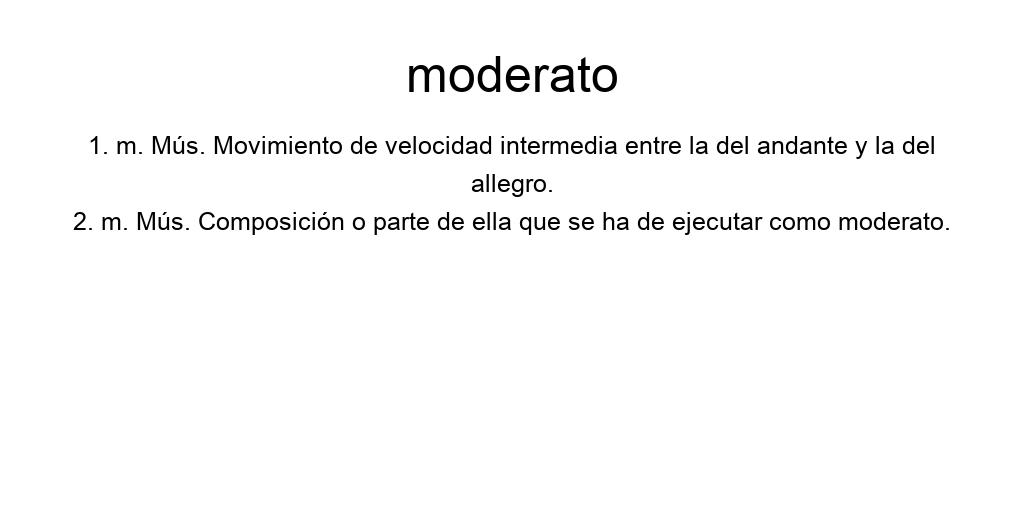 moderato
1. m. Mús. Movimiento de velocidad intermedia entre la del andante y la del
allegro.
2. m. Mús. Composición o parte de ella que se ha de ejecutar como moderato.